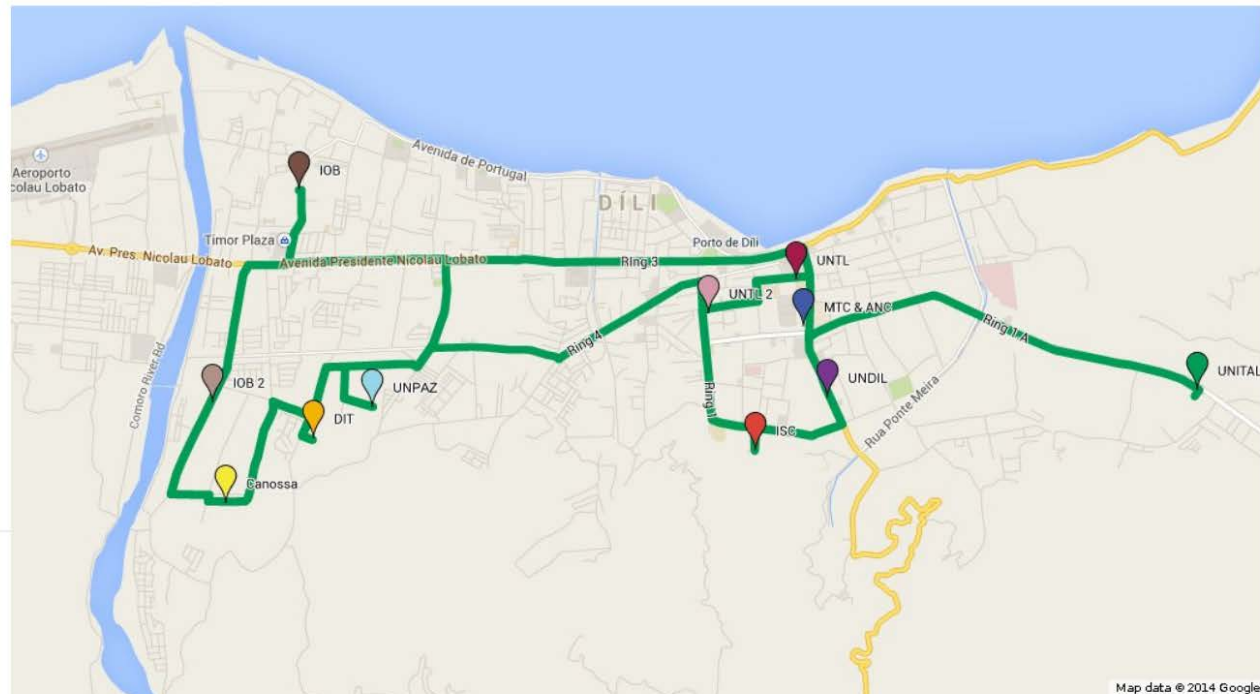 Avenida de Portugal
IOB
Aeroporto
colau Lobato
DÍLI
Timor Plaza
Porto de Díli
Av. Pres. Nicolau Lobato
Avenida Presidente Nicolau Lobato
Ring 3
UNTL
UNTL 2
MTC & ANC
Ring 1 A
Ring 4
UNITAL
Comoro River Rd
IOB 2
UNPAZ
UNDIL
Ring 1
DIT
ISC
Rua Ponte Meira
Canossa
Map data © 2014 Google